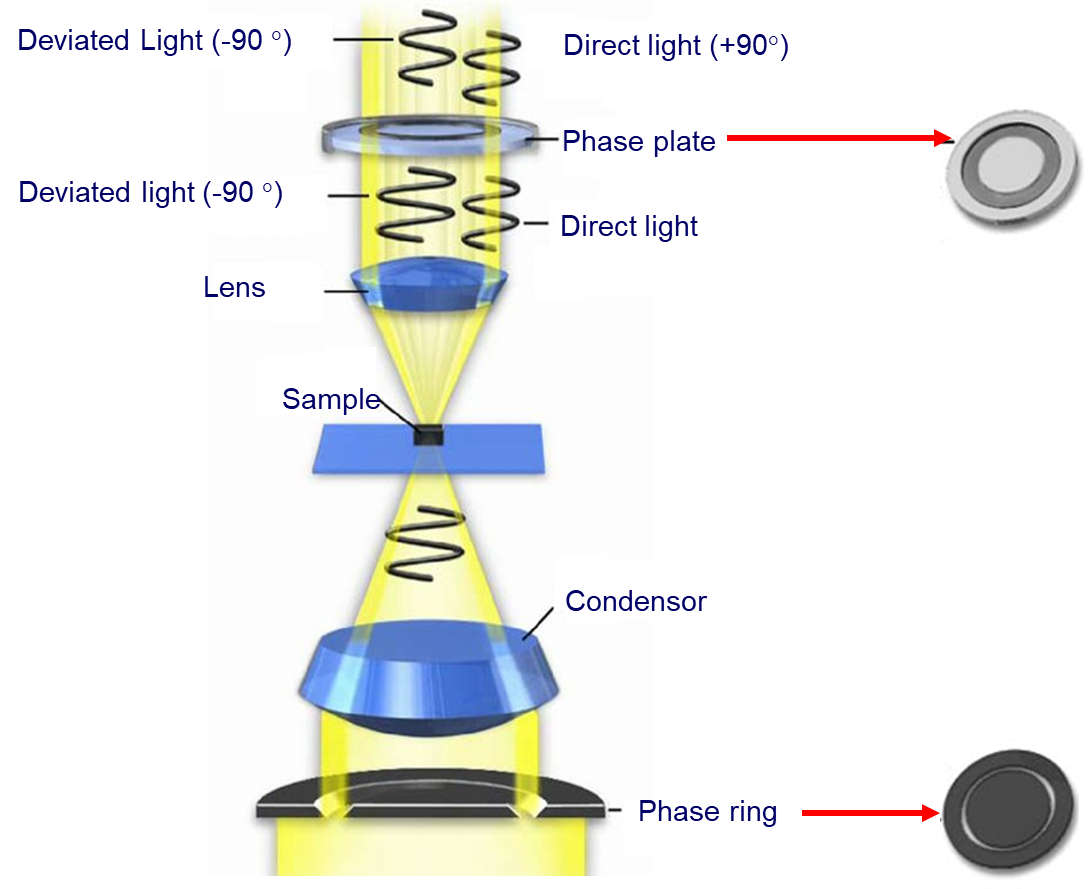 Deviated Light (-90 °)
Direct light (+90°)
Phase plate
Deviated light (-90 °)
Direct light
Lens
Sample
Condensor
Phase ring